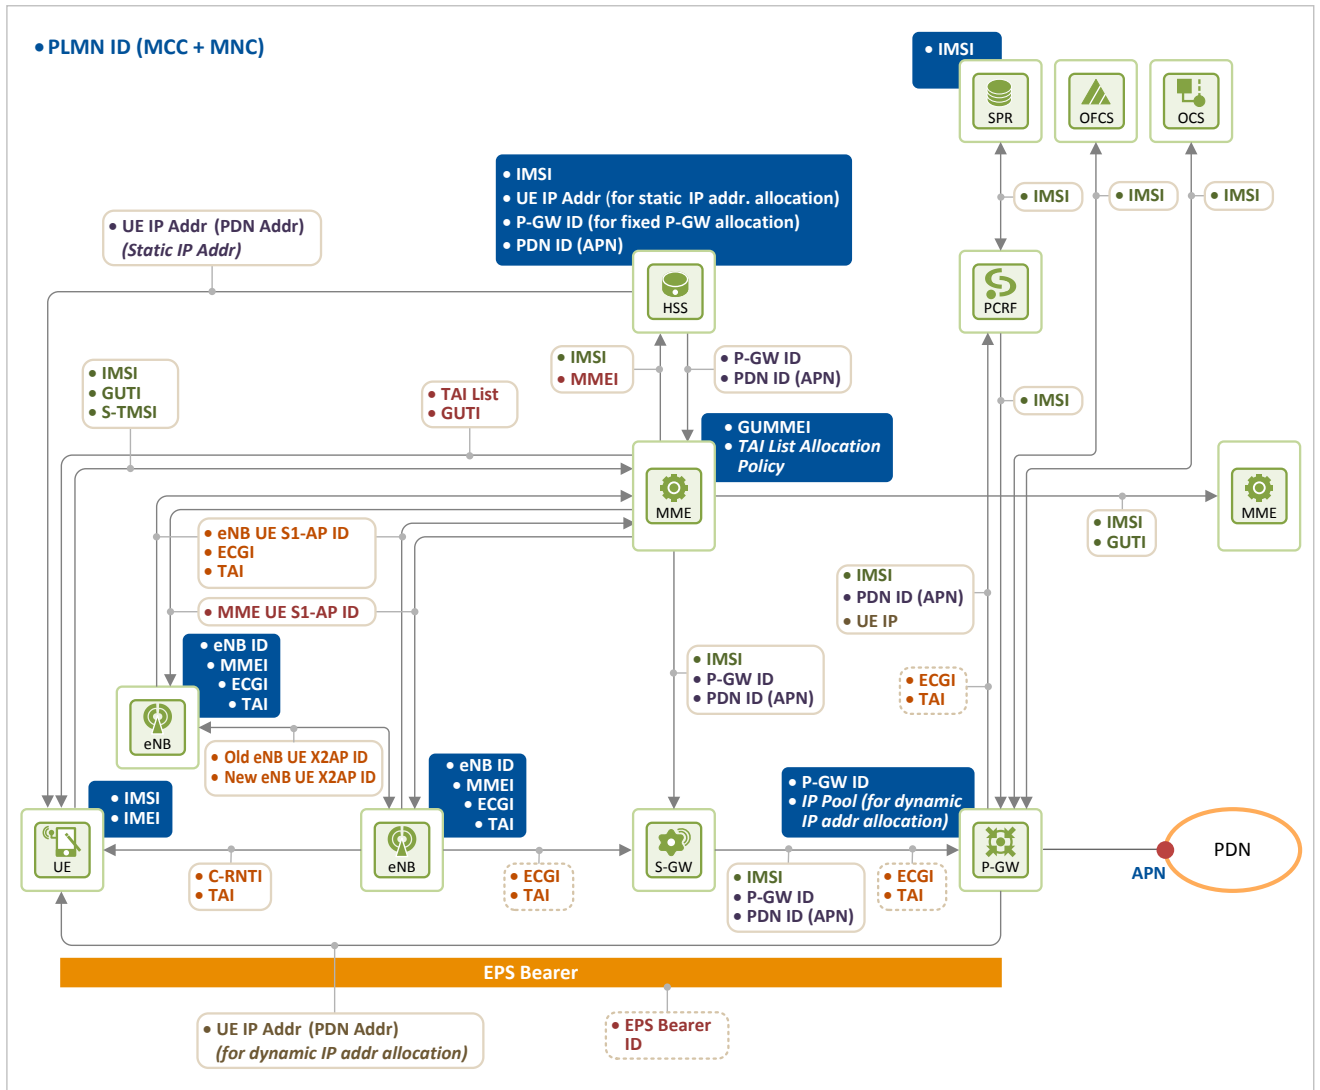 • PLMN ID (MCC + MNC)
• IMSI
SPR
OFCS
OCS
• IMSI
• UE IP Addr (for static IP addr. allocation)
• P-GW ID (for fixed P-GW allocation)
• PDN ID (APN)
• IMSI
• IMSI
• IMSI
• UE IP Addr (PDN Addr)
(Static IP Addr)
HSS
PCRF
• IMSI
• GUTI
• S-TMSI
• TAI List
• GUTI
• IMSI
• MMEI
• P-GW ID
• PDN ID (APN)
• IMSI
• GUMMEI
• TAI List Allocation
Policy
MME
MME
• eNB UE S1-AP ID
• ECGI
• TAI
• IMSI
• GUTI
• MME UE S1-AP ID
• IMSI
• PDN ID (APN)
• UE IP
• eNB ID
• MMEI
• ECGI
• TAI
eNB
• IMSI
• P-GW ID
• PDN ID (APN)
• ECGI
• TAI
• Old eNB UE X2AP ID
• New eNB UE X2AP ID
• eNB ID
• MMEI
• ECGI
• TAI
• P-GW ID
• IP Pool (for dynamic
IP addr allocation)
• IMSI
• IMEI
UE
eNB
S-GW
P-GW
APN
PDN
• C-RNTI
• TAI
• ECGI
• TAI
• IMSI
• P-GW ID
• PDN ID (APN)
• ECGI
• TAI
EPS Bearer
• UE IP Addr (PDN Addr)
(for dynamic IP addr allocation)
• EPS Bearer
ID